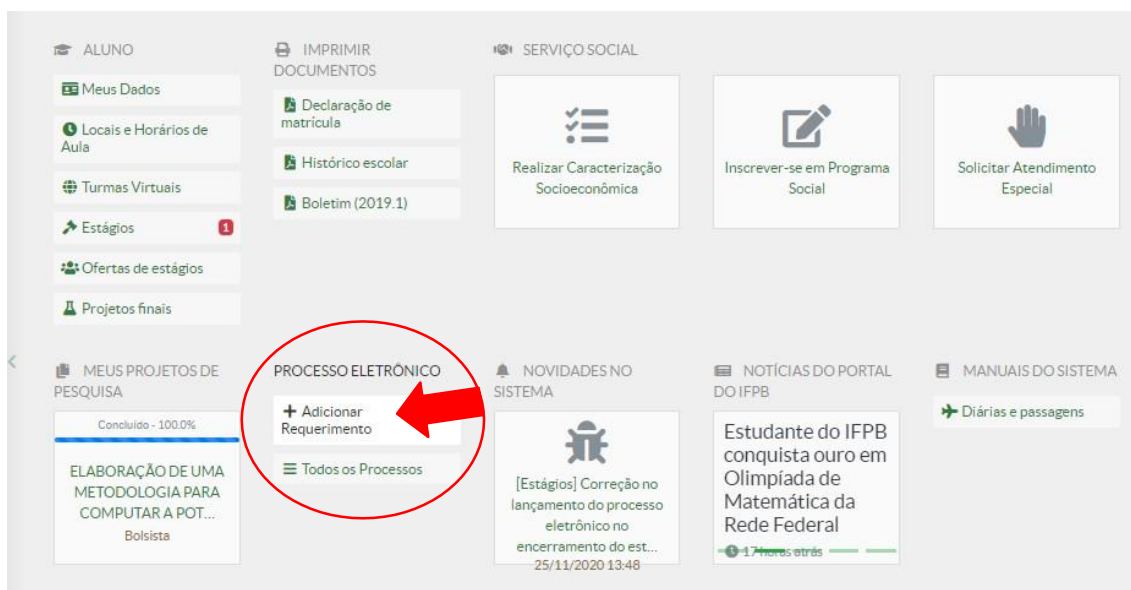 ALUNO
Meus Dados
Locais e Horários de
Aula
Turmas Virtuais
Estágios 1
Ofertas de estágios
Projetos finais
IMPRIMIR
DOCUMENTOS
Declaração de
matrícula
Histórico escolar
Boletim (2019.1)
SERVIÇO SOCIAL
Realizar Caracterização
Socioeconômica
Inscrever-se em Programa
Social
Solicitar Atendimento
Especial
MEUS PROJETOS DE
PESQUISA
Concluído - 100.0%
ELABORAÇÃO DE UMA
METODOLOGIA PARA
COMPUTAR A POT...
Bolsista
PROCESSO ELETRÔNICO
Adicionar
Requerimento
Todos os Processos
NOVIDADES NO
SISTEMA
[Estágios] Correção no
lançamento do processo
eletrônico no
encerramento do est...
25/11/2020 13:48
NOTÍCIAS DO PORTAL
DO IFPB
Estudante do IFPB
conquista ouro em
Olimpíada de
Matemática da
Rede Federal
17 horas atrás
MANUAIS DO SISTEMA
Diárias e passagens